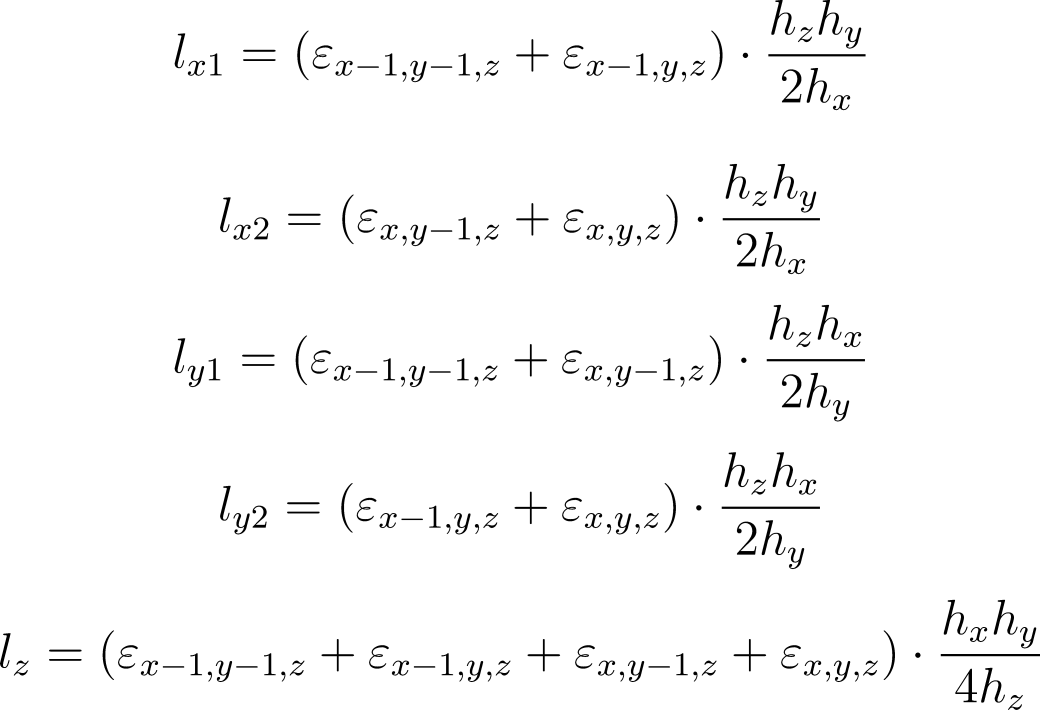 $l_{x1} = (\varepsilon_{x-1,y-1,z} + \varepsilon_{x-1,y,z}) \cdot \frac{h_z h_y}{2h_x}$
$l_{x2} = (\varepsilon_{x,y-1,z} + \varepsilon_{x,y,z}) \cdot \frac{h_z h_y}{2h_x}$
$l_{y1} = (\varepsilon_{x-1,y-1,z} + \varepsilon_{x,y-1,z}) \cdot \frac{h_z h_x}{2h_y}$
$l_{y2} = (\varepsilon_{x-1,y,z} + \varepsilon_{x,y,z}) \cdot \frac{h_z h_x}{2h_y}$
$l_z = (\varepsilon_{x-1,y-1,z} + \varepsilon_{x-1,y,z} + \varepsilon_{x,y-1,z} + \varepsilon_{x,y,z}) \cdot \frac{h_x h_y}{4h_z}$